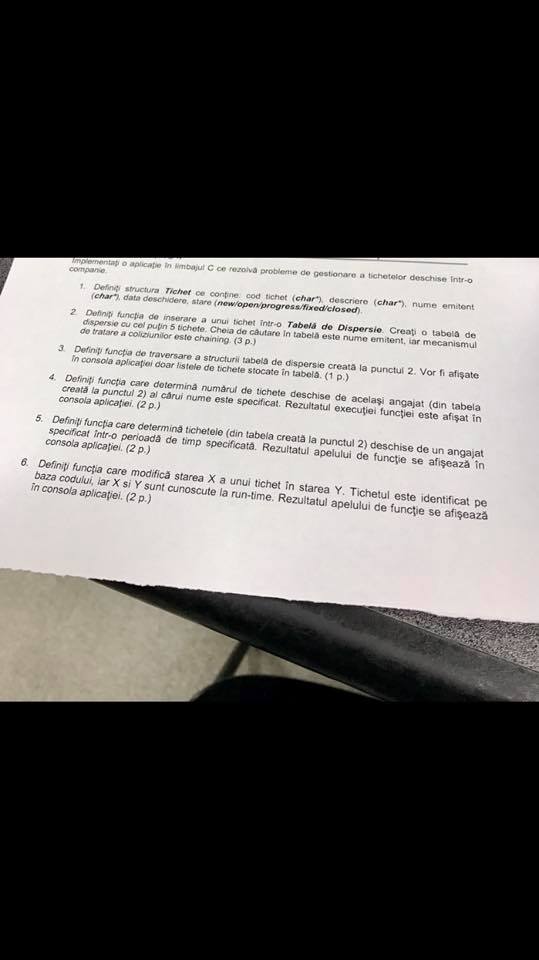 Implementați o aplicație în limbajul C ce rezolvă probleme de gestionare a tichetelor deschise într-o
companie.
1. Definiți structura Tichet ce conține: cod tichet (char*), descriere (char*), nume emitent
(char*), data deschidere, stare (new/open/progress/fixed/closed).
2. Definiți funcția de inserare a unui tichet într-o Tabelă de Dispersie. Creați o tabelă de
dispersie cu cel puțin 5 tichete. Cheia de căutare în tabelă este nume emitent, iar mecanismul
de tratare a coliziunilor este chaining. (3 p.)
3. Definiți funcția de traversare a structurii tabelă de dispersie creată la punctul 2. Vor fi afișate
în consola aplicației doar listele de tichete stocate în tabelă. (1 p.)
4. Definiți funcția care determină numărul de tichete deschise de același angajat (din tabela
creată la punctul 2) al cărui nume este specificat. Rezultatul execuției funcției este afișat în
consola aplicației. (2 p.)
5. Definiți funcția care determină tichetele (din tabela creată la punctul 2) deschise de un angajat
specificat într-o perioadă de timp specificată. Rezultatul apelului de funcție se afișează în
consola aplicației. (2 p.)
6. Definiți funcția care modifică starea X a unui tichet în starea Y. Tichetul este identificat pe
baza codului, iar X si Y sunt cunoscute la run-time. Rezultatul apelului de funcție se afișează
în consola aplicației. (2 p.)